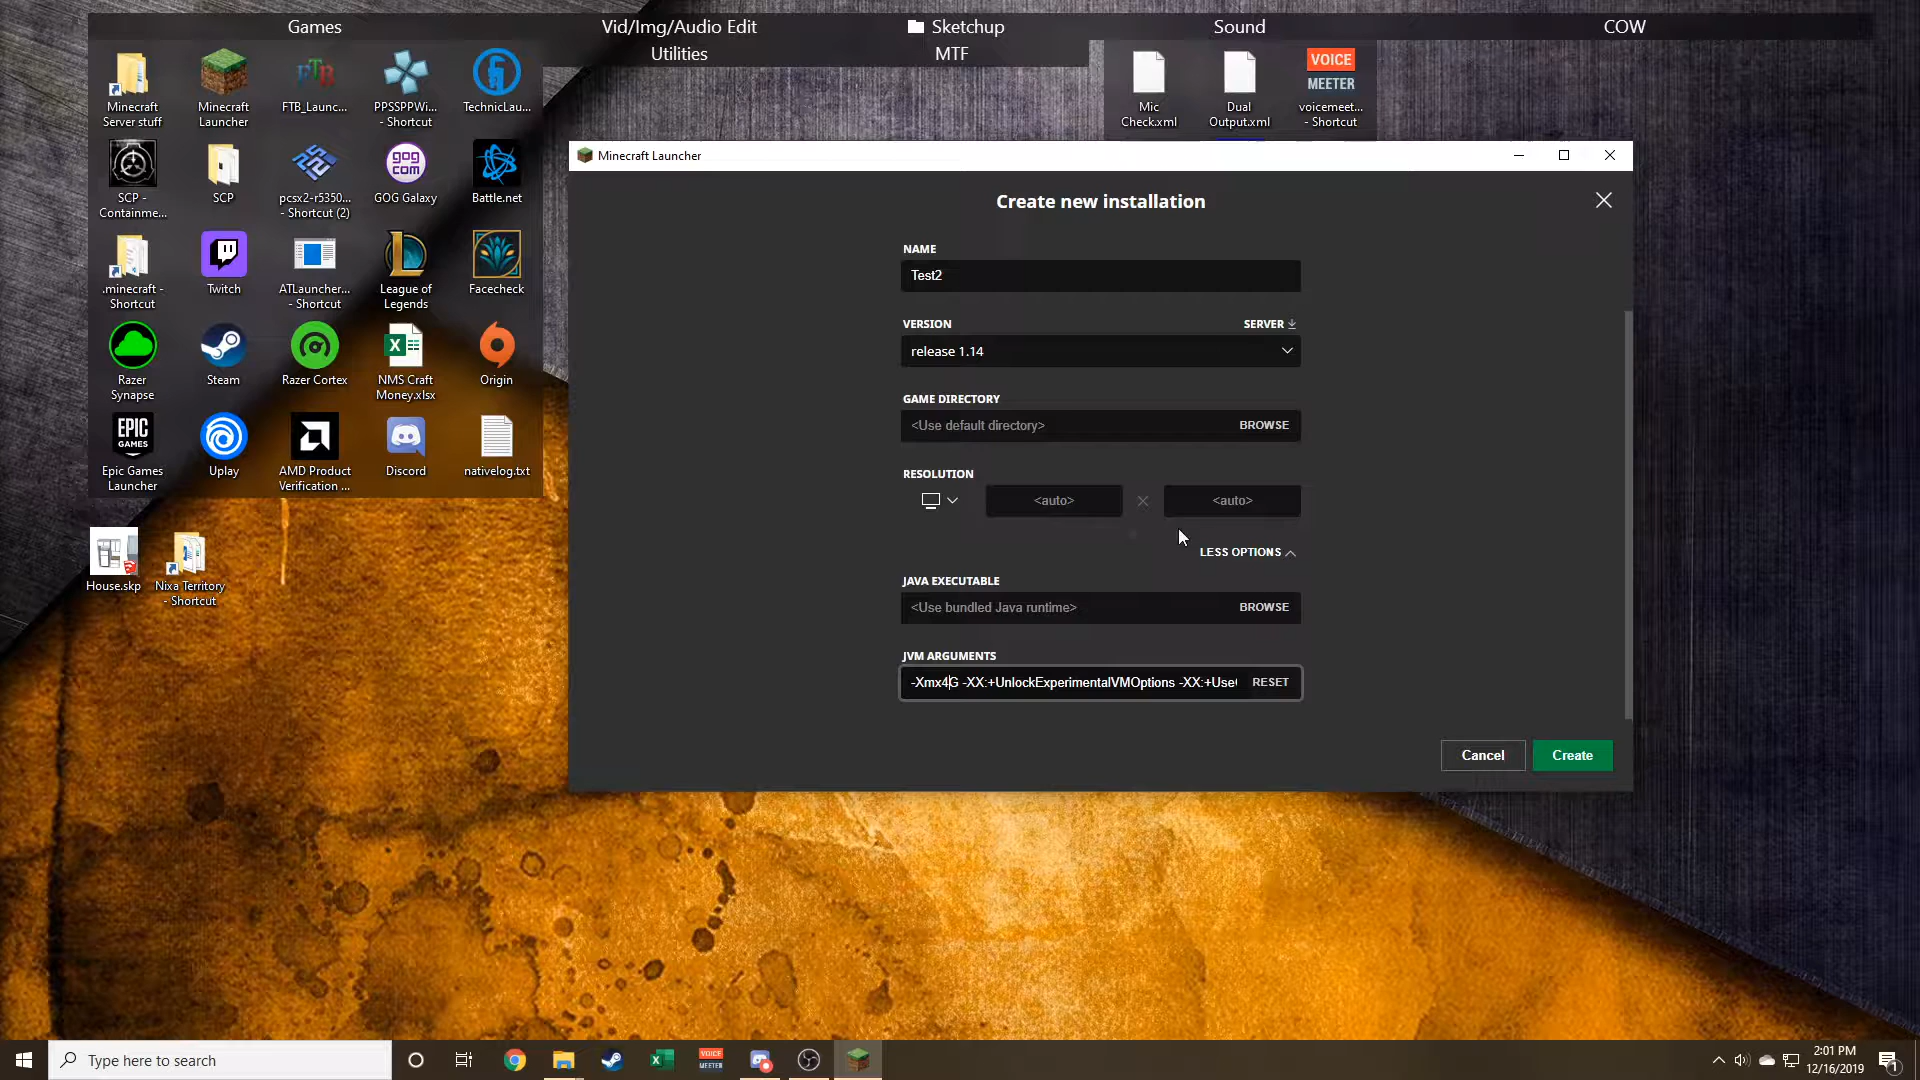 Games
Vid/Img/Audio Edit
Sketchup
Sound
COW
Utilities
MTF
Minecraft
Server stuff
Minecraft
Launcher
FTB_Launc...
PPSSPPWi...
- Shortcut
TechnicLau...
VOICE
MEETER
Mic
Check.xml
Dual
Output.xml
voicemeet...
- Shortcut
SCP -
Containme...
SCP
pcsx2-r5350...
- Shortcut (2)
gog
com
GOG Galaxy
Battle.net
.minecraft -
Shortcut
Twitch
ATLauncher...
- Shortcut
League of
Legends
Facecheck
Razer
Synapse
Steam
Razer Cortex
NMS Craft
Money.xlsx
Origin
EPIC
GAMES
Epic Games
Launcher
Uplay
AMD Product
Verification ...
Discord
nativelog.txt
House.skp
Nixa Territory
- Shortcut
Minecraft Launcher
Create new installation
NAME
Test2
VERSION
SERVER
release 1.14
GAME DIRECTORY
<Use default directory>
BROWSE
RESOLUTION
<auto>
<auto>
LESS OPTIONS
JAVA EXECUTABLE
<Use bundled Java runtime>
BROWSE
JVM ARGUMENTS
-Xmx4G -XX:+UnlockExperimentalVMOptions -XX:+Use
RESET
Cancel
Create
Type here to search
VOICE
MEETER
2:01 PM
12/16/2019
1